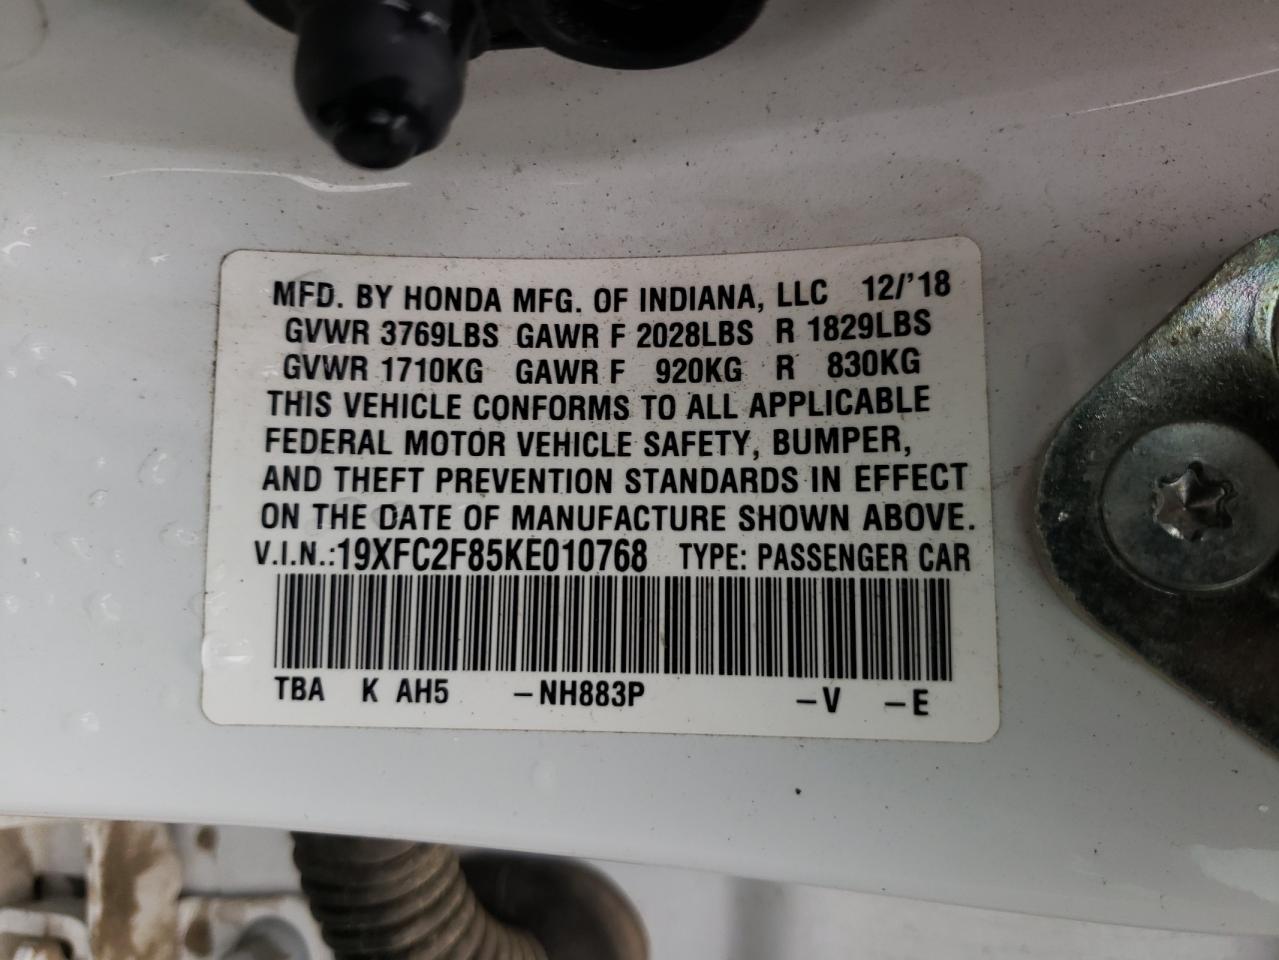 MFD. BY HONDA MFG. OF INDIANA, LLC 12/'18
GVWR 3769LBS GAWR F 2028LBS R 1829LBS
GVWR 1710KG GAWR F 920KG R 830KG
THIS VEHICLE CONFORMS TO ALL APPLICABLE
FEDERAL MOTOR VEHICLE SAFETY, BUMPER,
AND THEFT PREVENTION STANDARDS IN EFFECT
ON THE DATE OF MANUFACTURE SHOWN ABOVE.
V.I.N.:19XFC2F85KE010768 TYPE: PASSENGER CAR
TBA K AH5 -NH883P -V -E